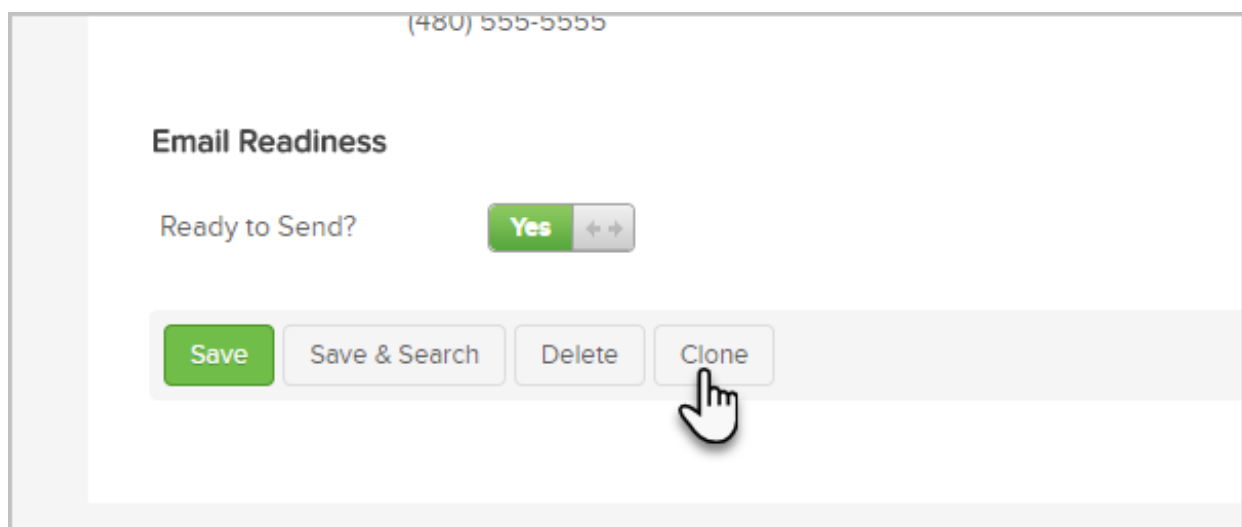 (480) 555-5555
Email Readiness
Ready to Send? Yes
Save Save & Search Delete Clone